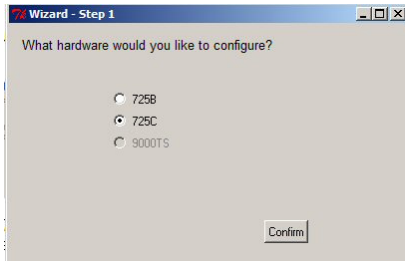 Wizard - Step 1
What hardware would you like to configure?
725B
725C
9000TS
Confirm